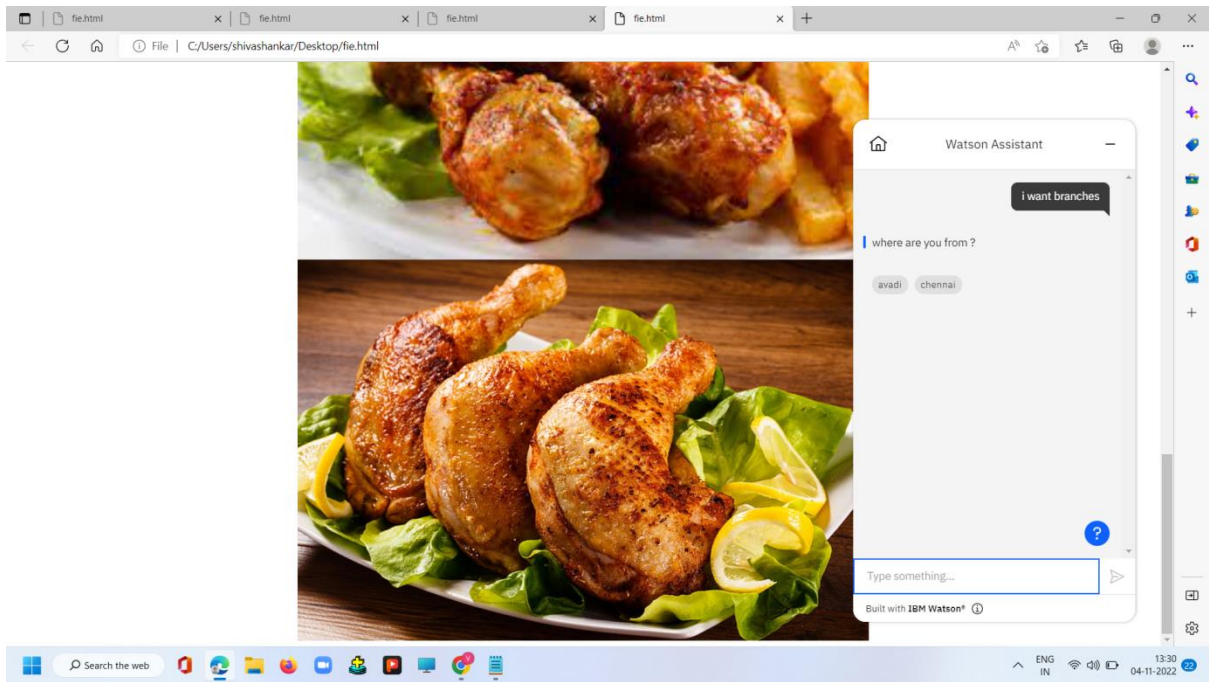 fie.html
fie.html
fie.html
fie.html
File | C:/Users/shivashankar/Desktop/fie.html
Watson Assistant
i want branches
where are you from ?
avadi chennai
?
Type something...
Built with IBM Watson®
Search the web
ENG
IN
13:30
04-11-2022
22